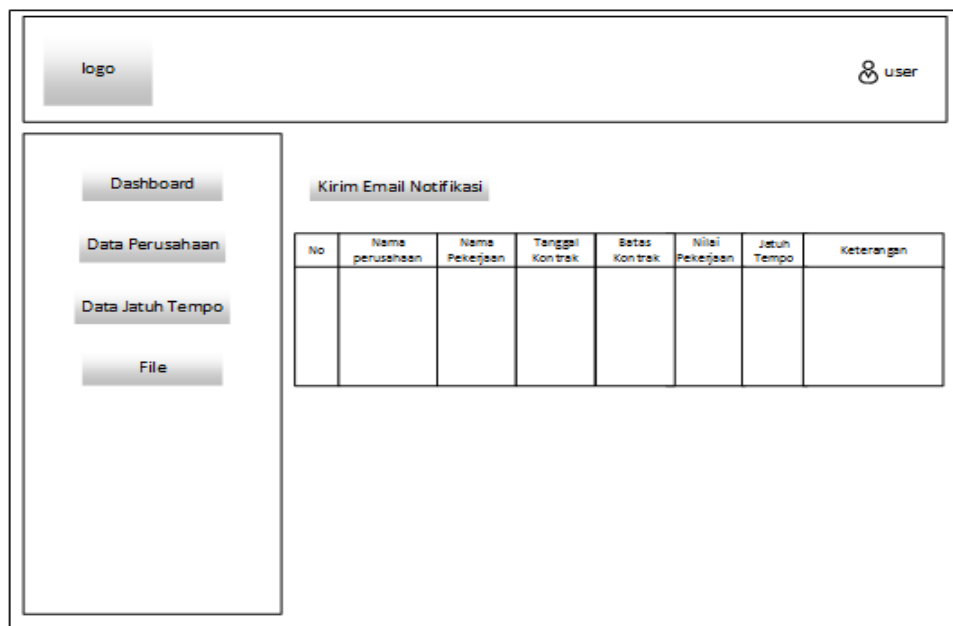 logo
user
Dashboard
Data Perusahaan
Data Jatuh Tempo
File
Kirim Email Notifikasi
No
Nama
perusahaan
Nama
Pekerjaan
Tanggal
Kontrak
Batas
Kontrak
Nilai
Pekerjaan
Jatuh
Tempo
Keterangan